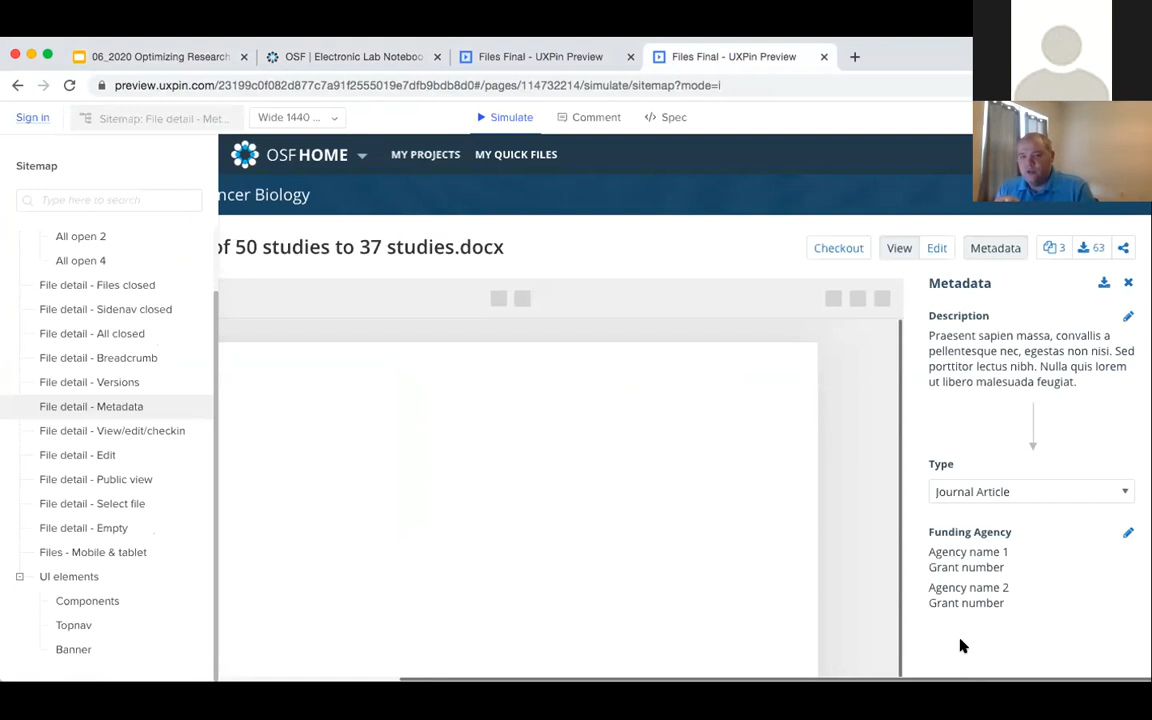 06_2020 Optimizing Research
OSF | Electronic Lab Noteboo
Files Final - UXPin Preview
Files Final - UXPin Preview
preview.uxpin.com/23199c0f082d877c7a91f2555019e7dfb9bdb8d0#/pages/114732214/simulate/sitemap?mode=i
Sign in
Sitemap: File detail - Met...
Wide 1440 ...
Simulate
Comment
Spec
Sitemap
Type here to search
All open 2
All open 4
File detail - Files closed
File detail - Sidenav closed
File detail - All closed
File detail - Breadcrumb
File detail - Versions
File detail - Metadata
File detail - View/edit/checkin
File detail - Edit
File detail - Public view
File detail - Select file
File detail - Empty
Files - Mobile & tablet
UI elements
Components
Topnav
Banner
OSFHOME
MY PROJECTS
MY QUICK FILES
ncer Biology
of 50 studies to 37 studies.docx
Checkout
View
Edit
Metadata
3
63
Metadata
Description
Praesent sapien massa, convallis a
pellentesque nec, egestas non nisi. Sed
porttitor lectus nibh. Nulla quis lorem
ut libero malesuada feugiat.
Type
Journal Article
Funding Agency
Agency name 1
Grant number
Agency name 2
Grant number